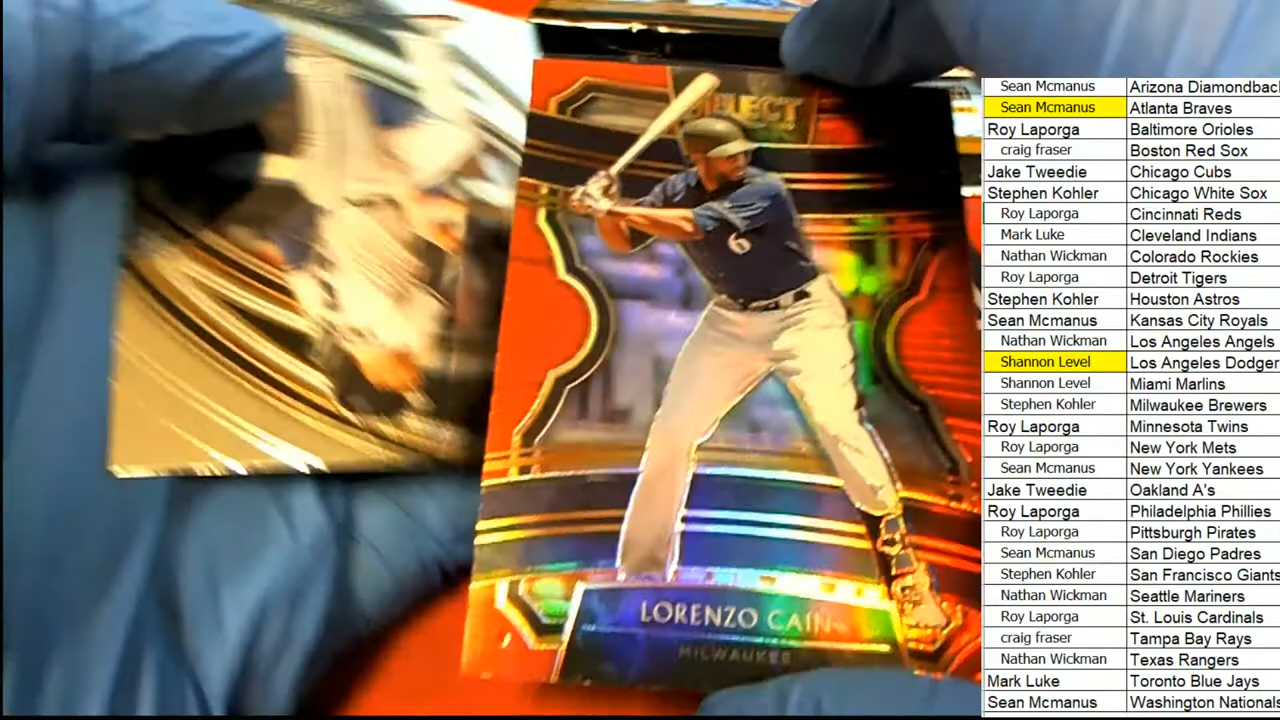 SELECT
6
LORENZO CAIN
MILWAUKEE
Sean Mcmanus Arizona Diamondbac
Sean Mcmanus Atlanta Braves
Roy Laporga Baltimore Orioles
craig fraser Boston Red Sox
Jake Tweedie Chicago Cubs
Stephen Kohler Chicago White Sox
Roy Laporga Cincinnati Reds
Mark Luke Cleveland Indians
Nathan Wickman Colorado Rockies
Roy Laporga Detroit Tigers
Stephen Kohler Houston Astros
Sean Mcmanus Kansas City Royals
Nathan Wickman Los Angeles Angels
Shannon Level Los Angeles Dodger
Shannon Level Miami Marlins
Stephen Kohler Milwaukee Brewers
Roy Laporga Minnesota Twins
Roy Laporga New York Mets
Sean Mcmanus New York Yankees
Jake Tweedie Oakland A's
Roy Laporga Philadelphia Phillies
Roy Laporga Pittsburgh Pirates
Sean Mcmanus San Diego Padres
Stephen Kohler San Francisco Giants
Nathan Wickman Seattle Mariners
Roy Laporga St. Louis Cardinals
craig fraser Tampa Bay Rays
Nathan Wickman Texas Rangers
Mark Luke Toronto Blue Jays
Sean Mcmanus Washington Nationals